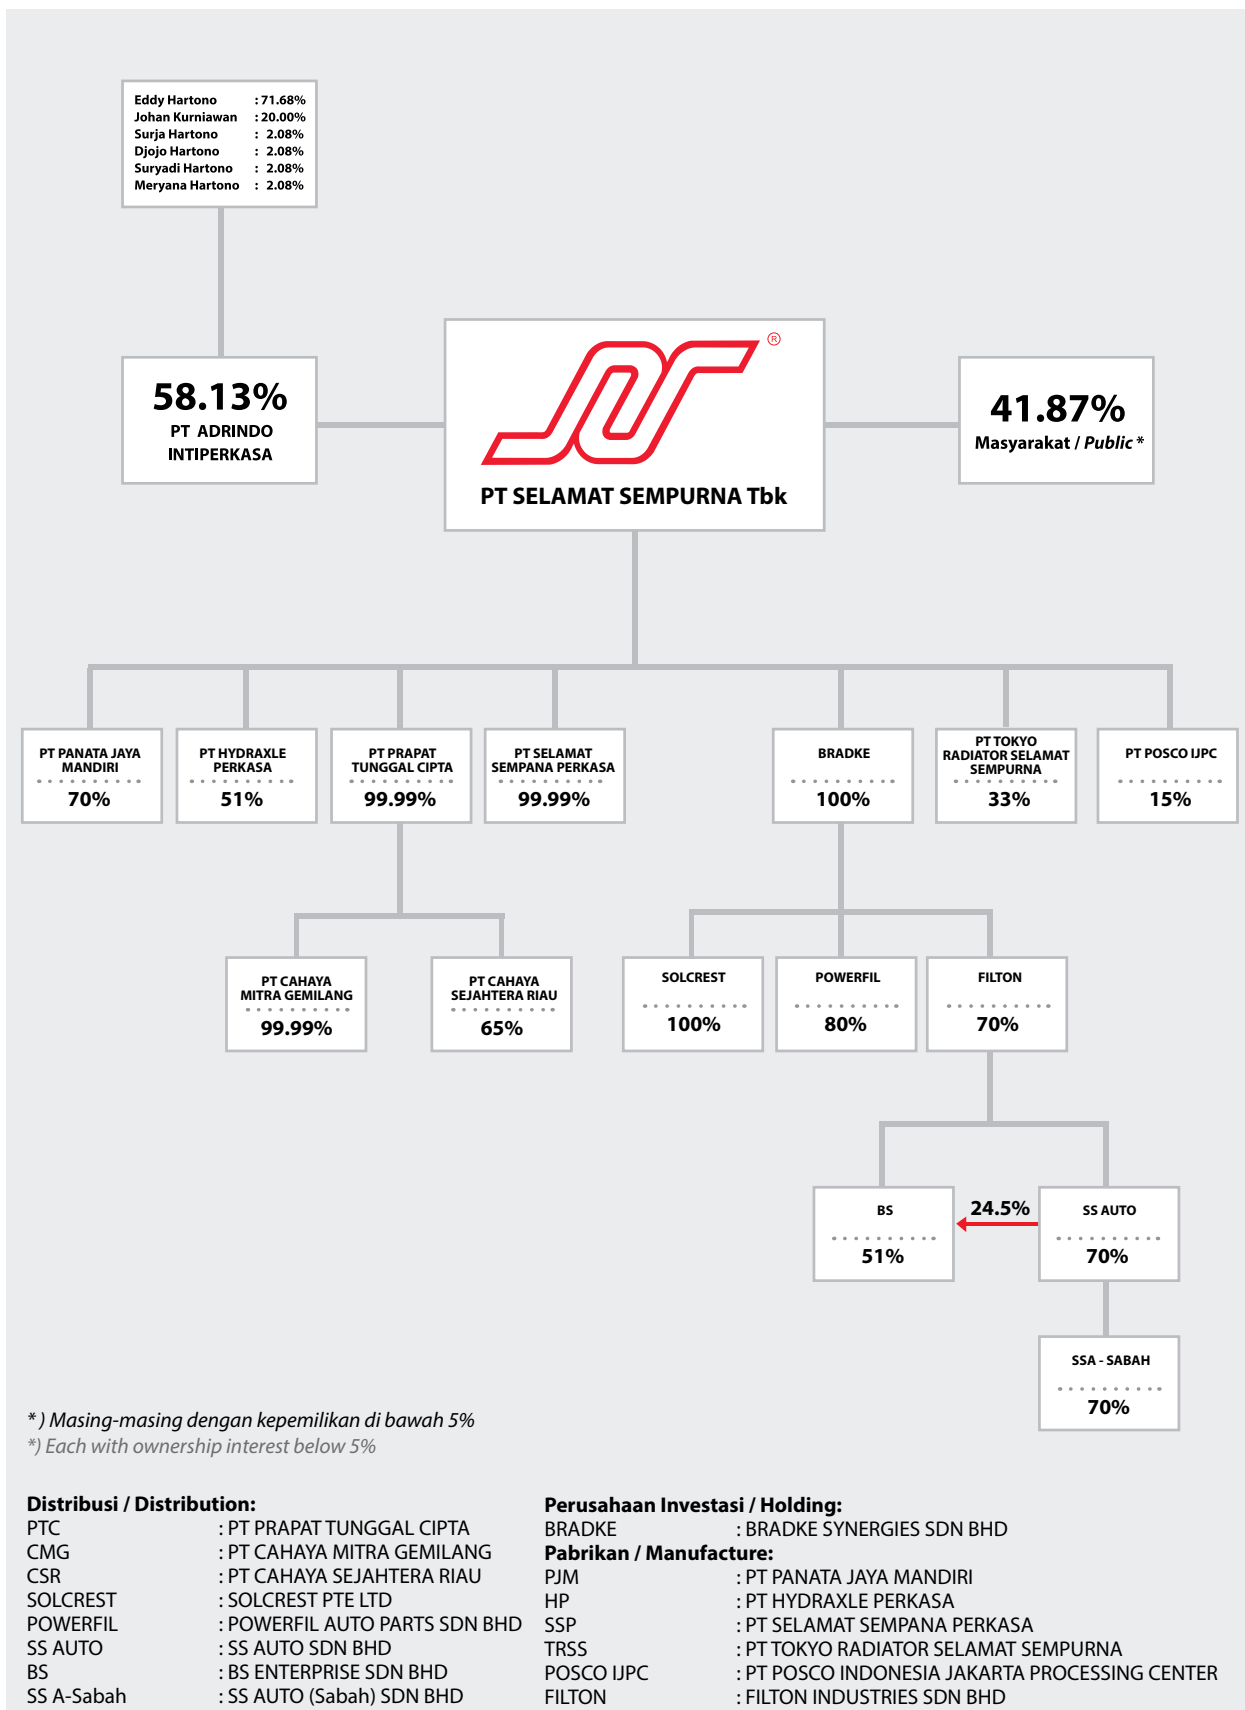 Eddy Hartono : 71.68%
Johan Kurniawan : 20.00%
Surja Hartono : 2.08%
Djojo Hartono : 2.08%
Suryadi Hartono : 2.08%
Meryana Hartono : 2.08%
58.13%
PT ADRINDO
INTIPERKASA
®
PT SELAMAT SEMPURNA Tbk
41.87%
Masyarakat / Public *
PT PANATA JAYA
MANDIRI
70%
PT HYDRAXLE
PERKASA
51%
PT PRAPAT
TUNGGAL CIPTA
99.99%
PT SELAMAT
SEMPANA PERKASA
99.99%
BRADKE
100%
PT TOKYO
RADIATOR SELAMAT
SEMPURNA
33%
PT POSCO IJPC
15%
PT CAHAYA
MITRA GEMILANG
99.99%
PT CAHAYA
SEJAHTERA RIAU
65%
SOLCREST
100%
POWERFIL
80%
FILTON
70%
BS
51%
24.5%
SS AUTO
70%
SSA - SABAH
70%
* ) Masing-masing dengan kepemilikan di bawah 5%
*) Each with ownership interest below 5%
Distribusi / Distribution:
PTC : PT PRAPAT TUNGGAL CIPTA
CMG : PT CAHAYA MITRA GEMILANG
CSR : PT CAHAYA SEJAHTERA RIAU
SOLCREST : SOLCREST PTE LTD
POWERFIL : POWERFIL AUTO PARTS SDN BHD
SS AUTO : SS AUTO SDN BHD
BS : BS ENTERPRISE SDN BHD
SS A-Sabah : SS AUTO (Sabah) SDN BHD
Perusahaan Investasi / Holding:
BRADKE : BRADKE SYNERGIES SDN BHD
Pabrikan / Manufacture:
PJM : PT PANATA JAYA MANDIRI
HP : PT HYDRAXLE PERKASA
SSP : PT SELAMAT SEMPANA PERKASA
TRSS : PT TOKYO RADIATOR SELAMAT SEMPURNA
POSCO IJPC : PT POSCO INDONESIA JAKARTA PROCESSING CENTER
FILTON : FILTON INDUSTRIES SDN BHD